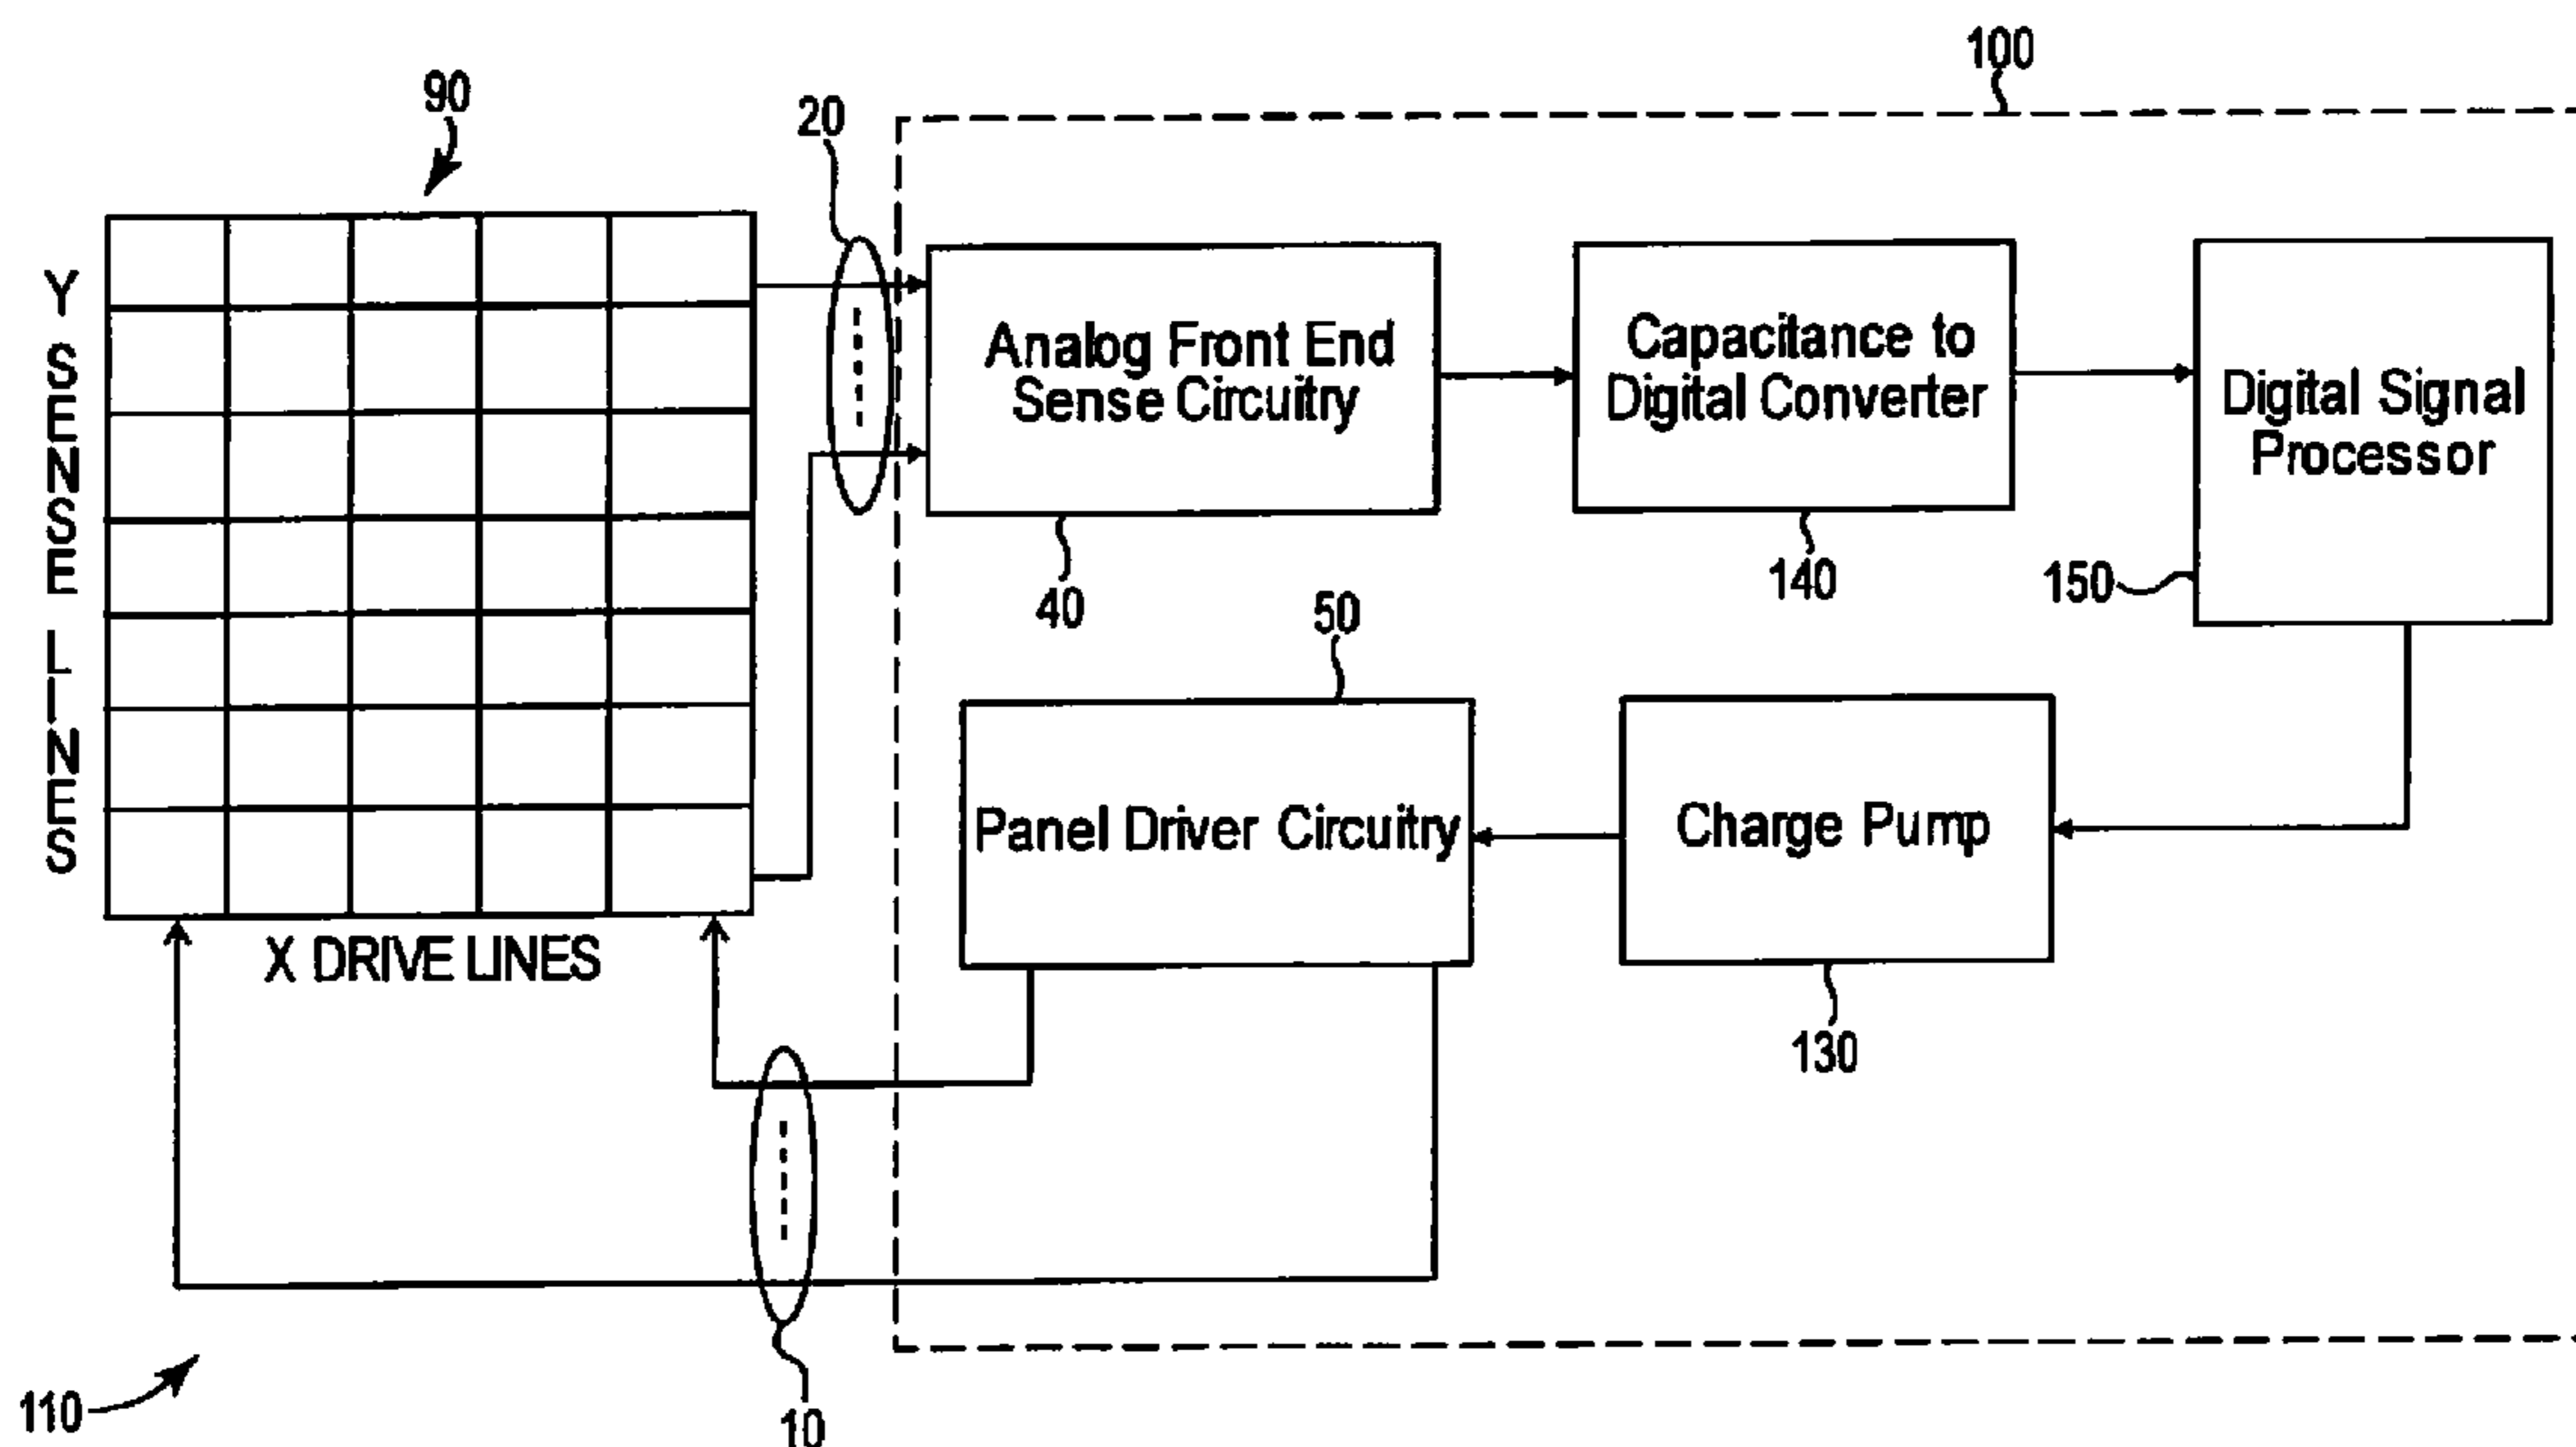 100
90
20
Y SENSE LINES
Analog Front End
Sense Circuitry
Capacitance to
Digital Converter
Digital Signal
Processor
40
140
150
50
Panel Driver Circuitry
Charge Pump
X DRIVE LINES
130
110
10